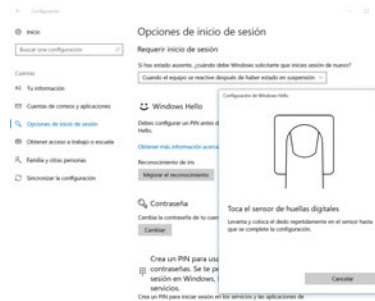 Configuración
Inicio
Buscar una configuración
Cuentas
Tu información
Cuentas de correo y aplicaciones
Opciones de inicio de sesión
Obtener acceso a trabajo o escuela
Familia y otras personas
Sincronizar la configuración
Opciones de inicio de sesión
Requerir inicio de sesión
Si has estado ausente, ¿cuándo debe Windows solicitarte que inicies sesión de nuevo?
Cuando el equipo se reactive después de haber estado en suspensión
Windows Hello
Debes configurar un PIN antes d
Hello.
Obtener más información acerca
Reconocimiento de iris
Mejorar el reconocimiento
Contraseña
Cambia la contraseña de tu cuen
Cambiar
Crea un PIN para usa
contraseñas. Se te pe
sesión en Windows,
servicios.
Crea un PIN para iniciar sesión en los servicios y las aplicaciones de
Configuración de Windows Hello
Toca el sensor de huellas digitales.
Levanta y coloca el dedo repetidamente en el sensor hasta
que se complete la configuración.
Cancelar